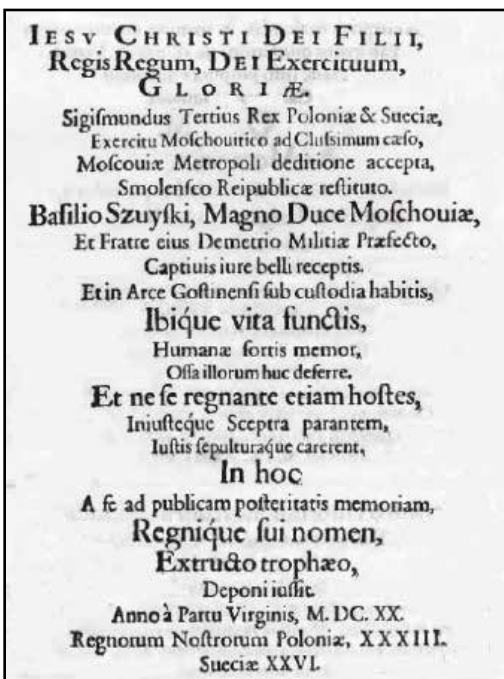 IESV CHRISTI DEI FILII,
Regis Regum, DEI Exercituum,
GLORIÆ.
Sigiſmundus Tertius Rex Poloniæ & Sueciæ,
Exercitu Moſchouitico ad Cluſsimum cæſo,
Moſcouiæ Metropoli deditione accepta,
Smolenſco Reipublicæ reſtituto.
Baſilio Szuyſki, Magno Duce Moſchouiæ,
Et Fratre eius Demetrio Militiæ Præfecto,
Captiuis iure belli receptis.
Et in Arce Goſtinenſi ſub cuſtodia habitis,
Ibíque vita functis,
Humanæ ſortis memor,
Oſſa illorum huc deferre.
Et ne ſe regnante etiam hoſtes,
Iniuſteque Sceptra parantem,
Iuſtis ſepulturáque carerent,
In hoc
A ſe ad publicam poſteritatis memoriam,
Regníque ſui nomen,
Extructo trophæo,
Deponi iuſſit.
Anno à Partu Virginis, M. DC. XX.
Regnorum Noſtrorum Poloniæ, XXXIII.
Sueciæ XXVI.